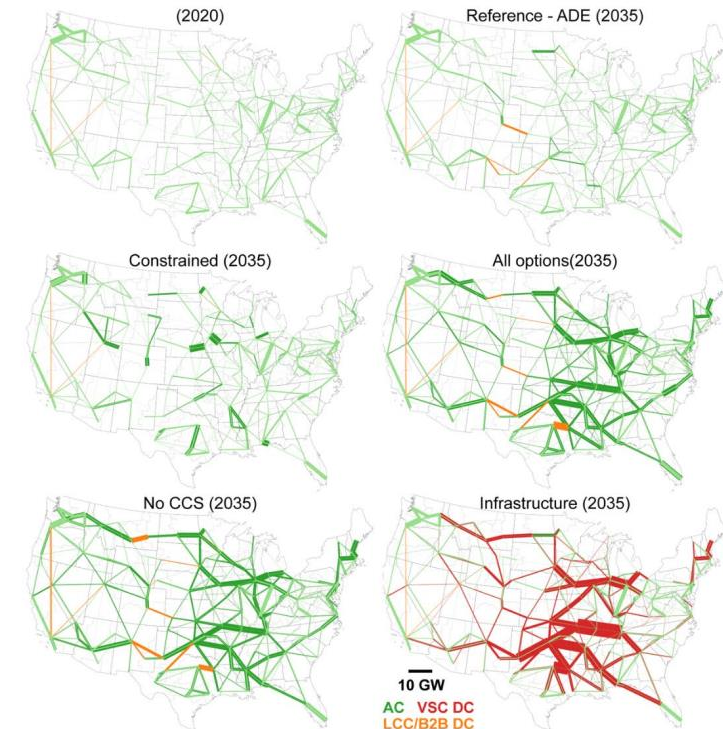 (2020)
Reference - ADE (2035)
Constrained (2035)
All options(2035)
No CCS (2035)
Infrastructure (2035)
10 GW
AC VSC DC
LCC/B2B DC